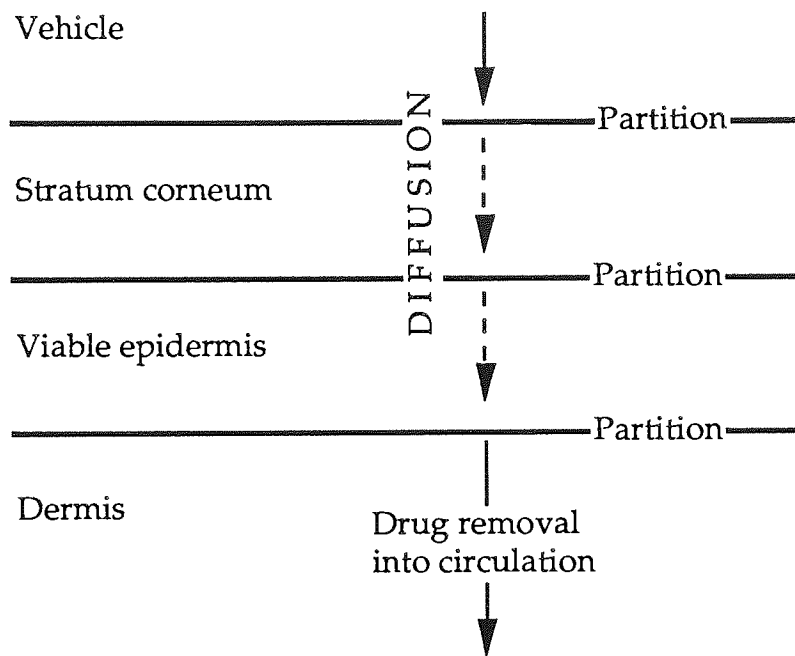 Vehicle
Partition
DIFFUSION
Stratum corneum
Partition
Viable epidermis
Partition
Dermis
Drug removal
into circulation